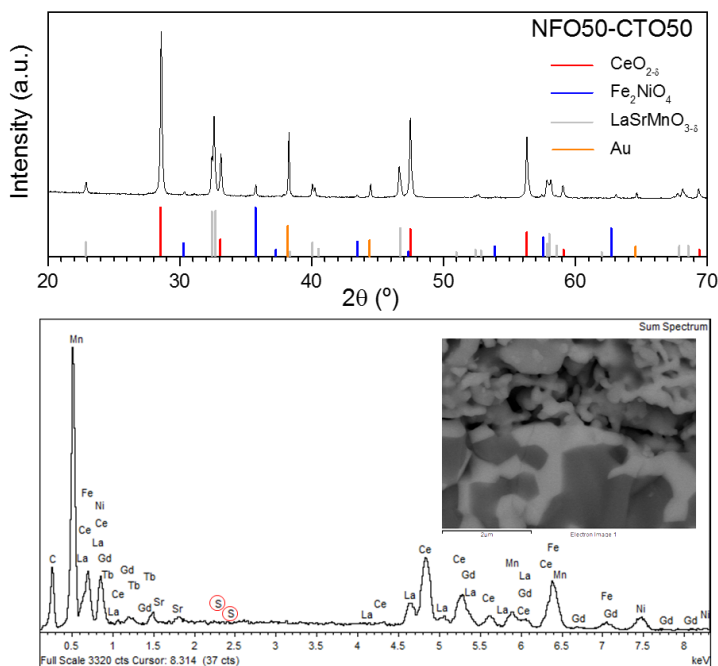 NFO50-CTO50
CeO2-δ
Fe2NiO4
LaSrMnO3-δ
Au
Intensity (a.u.)
20 30 40 50 60 70
2θ (º)
Sum Spectrum
Mn
Fe
Ni
Ce
Ce
La
La
Gd
C
Tb
Gd
Tb
Tb
Ce
La
Gd
Sr
Sr
S
S
La
Ce
La
Ce
La
Ce
Gd
La
Ce
La
Mn
La
Ce
Gd
Fe
Ce
Mn
Gd
Fe
Gd
Ni
Gd
Gd
Ce
2um
Electron Image 1
0.5 1 1.5 2 2.5 3 3.5 4 4.5 5 5.5 6 6.5 7 7.5 8
Full Scale 3320 cts Cursor: 8.314 (37 cts)
keV